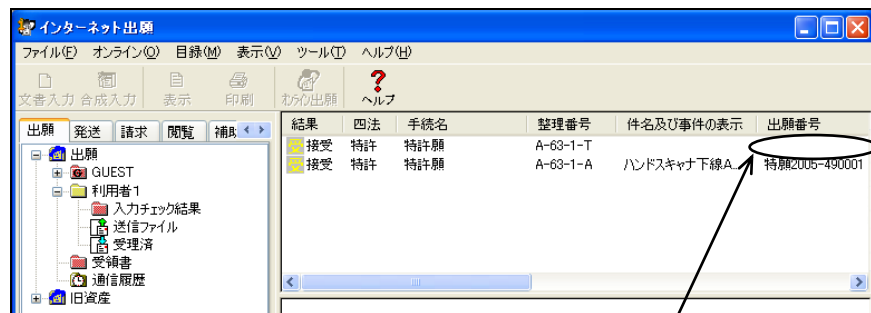 インターネット出願
ファイル(F) オンライン(O) 目録(M) 表示(V) ツール(T) ヘルプ(H)
文書入力 合成入力 表示 印刷 オンライン出願 ヘルプ
出願 発送 請求 閲覧 補助
結果 四法 手続名 整理番号 件名及び事件の表示 出願番号
接受 特許 特許願 A-63-1-T
接受 特許 特許願 A-63-1-A ハンドスキャナ下線A... 特願2005-490001
出願
GUEST
利用者1
入力チェック結果
送信ファイル
受理済
受領書
通信履歴
旧資産